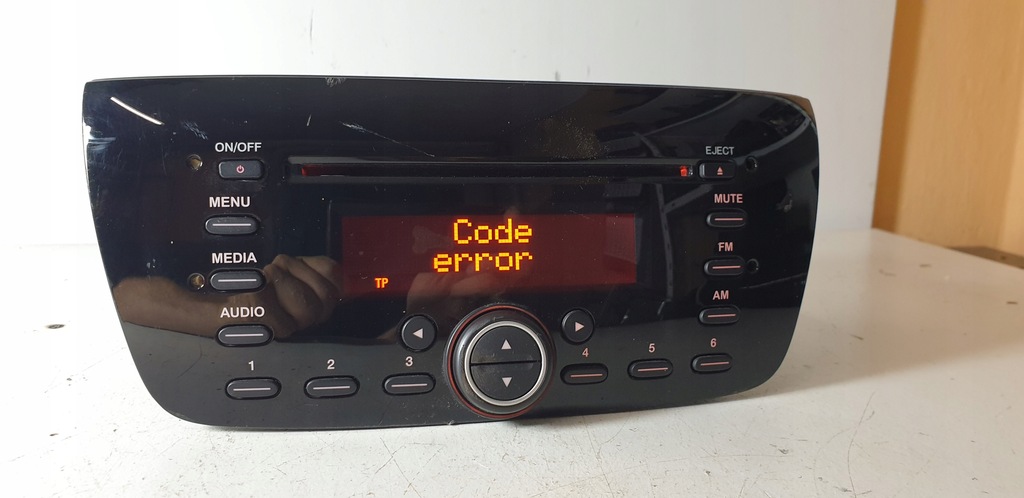 ON/OFF
EJECT
MENU
MUTE
Code
error
TP
MEDIA
FM
AUDIO
AM
1
2
3
4
5
6